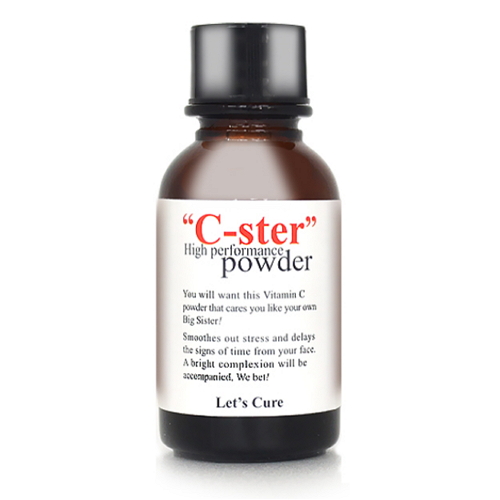 “C-ster”
High performance
powder
You will want this Vitamin C
powder that cares you like your own
Big Sister!
Smoothes out stress and delays
the signs of time from your face.
A bright complexion will be
accompanied, We bet!
Let's Cure